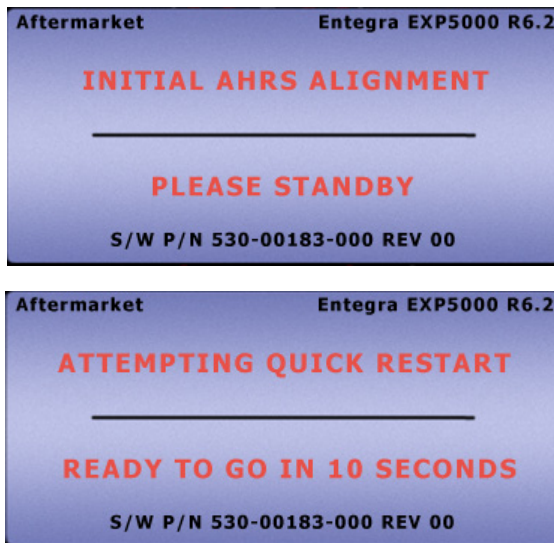 Aftermarket Entegra EXP5000 R6.2
INITIAL AHRS ALIGNMENT
PLEASE STANDBY
S/W P/N 530-00183-000 REV 00
Aftermarket Entegra EXP5000 R6.2
ATTEMPTING QUICK RESTART
READY TO GO IN 10 SECONDS
S/W P/N 530-00183-000 REV 00